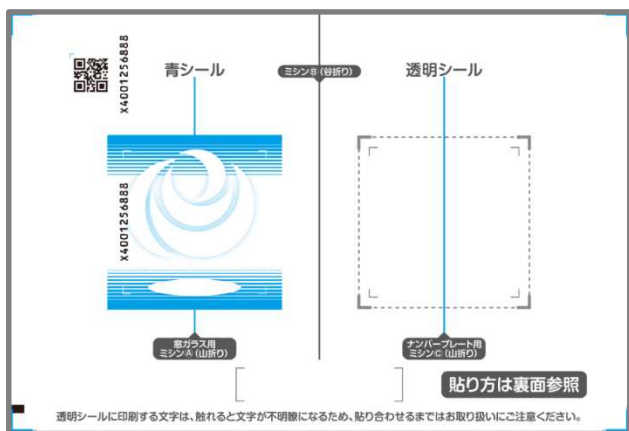 X4001256888
青シール
ミシンB(谷折り)
透明シール
X4001256888
窓ガラス用
ミシンA(山折り)
ナンバープレート用
ミシンC(山折り)
貼り方は裏面参照
透明シールに印刷する文字は、触れると文字が不明瞭になるため、貼り合わせるまではお取り扱いにご注意ください。